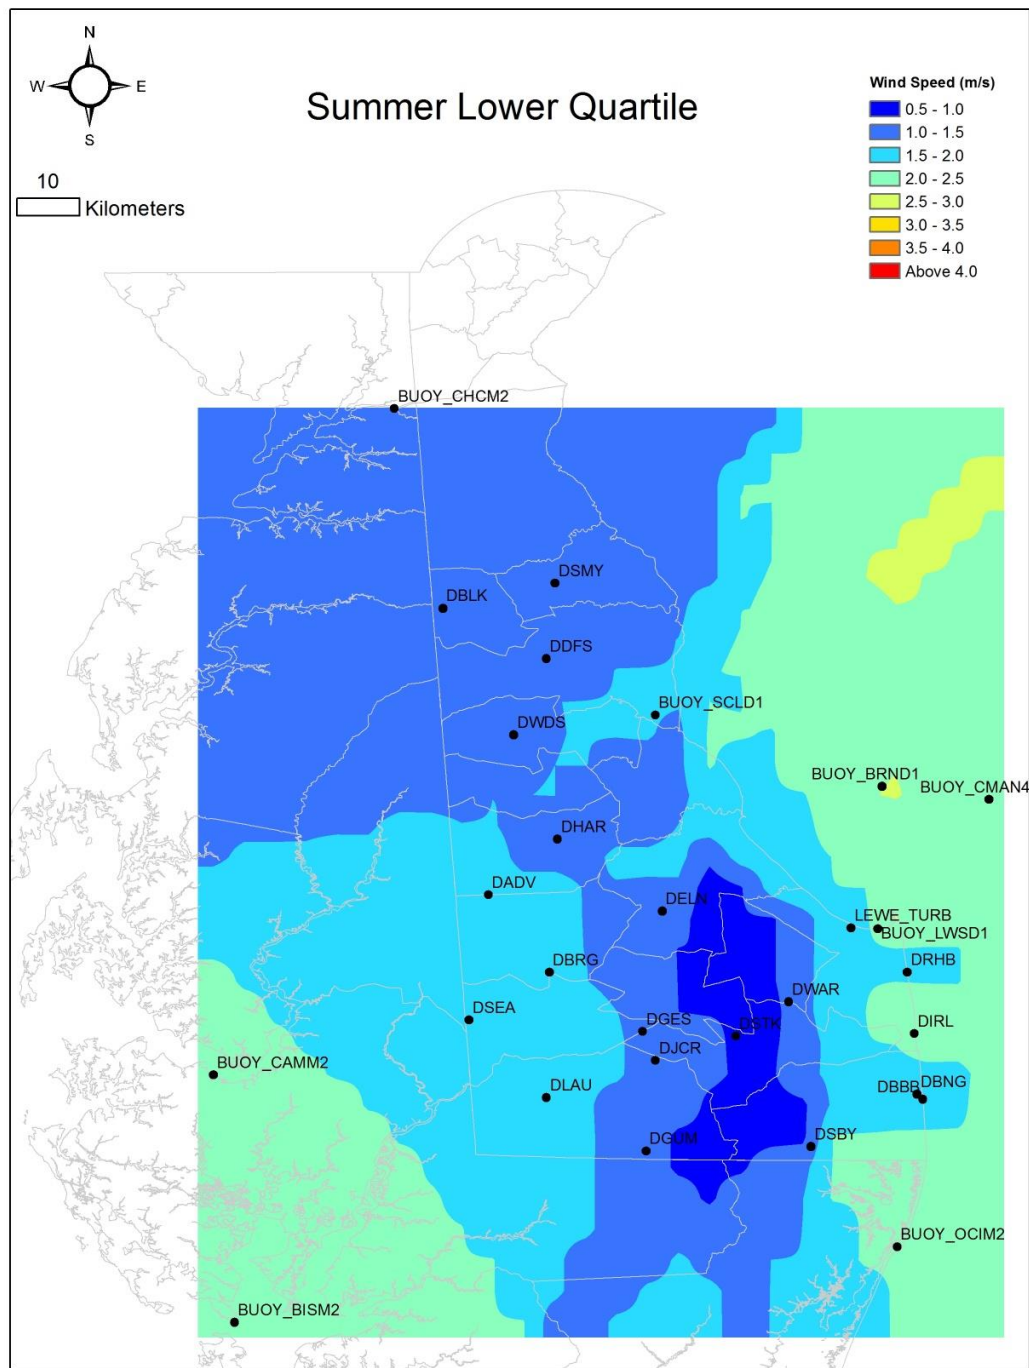 N
W E
S
Summer Lower Quartile
Wind Speed (m/s)
0.5 - 1.0
1.0 - 1.5
1.5 - 2.0
2.0 - 2.5
2.5 - 3.0
3.0 - 3.5
3.5 - 4.0
Above 4.0
10
Kilometers
BUOY_CHCM2
DSMY
DBLK
DDFS
BUOY_SCLD1
DWDS
BUOY_BRND1
BUOY_CMAN4
DHAR
DADV
DELN
LEWE_TURB
BUOY_LWSD1
DBRG
DRHB
DWAR
DSEA
DGES
DSTK
DIRL
DJCR
BUOY_CAMM2
DLAU
DBBB
DBNG
DGUM
DSBY
BUOY_OCIM2
BUOY_BISM2